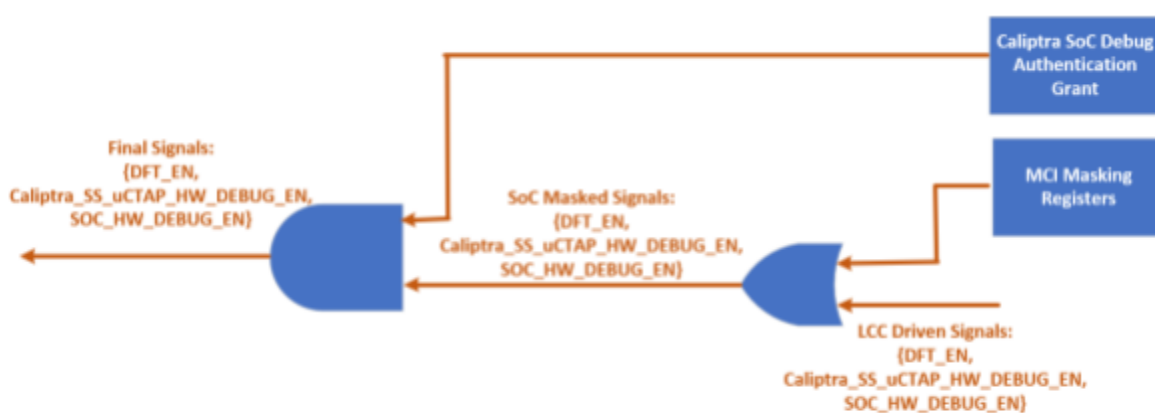 Caliptra SoC Debug
Authentication
Grant
Final Signals:
{DFT_EN,
Caliptra_SS_uCTAP_HW_DEBUG_EN,
SOC_HW_DEBUG_EN}
SoC Masked Signals:
{DFT_EN,
Caliptra_SS_uCTAP_HW_DEBUG_EN,
SOC_HW_DEBUG_EN}
MCI Masking
Registers
LCC Driven Signals:
{DFT_EN,
Caliptra_SS_uCTAP_HW_DEBUG_EN,
SOC_HW_DEBUG_EN}